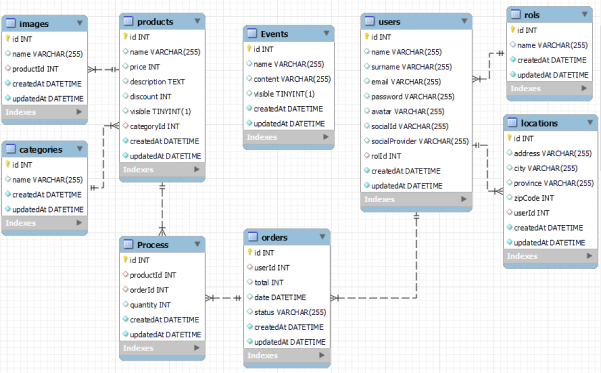 images
id INT
name VARCHAR(255)
productId INT
createdAt DATETIME
updatedAt DATETIME
Indexes
categories
id INT
name VARCHAR(255)
createdAt DATETIME
updatedAt DATETIME
Indexes
products
id INT
name VARCHAR(255)
price INT
description TEXT
discount INT
visible TINYINT(1)
categoryId INT
createdAt DATETIME
updatedAt DATETIME
Indexes
Events
id INT
name VARCHAR(255)
content VARCHAR(255)
visible TINYINT(1)
createdAt DATETIME
updatedAt DATETIME
Indexes
users
id INT
name VARCHAR(255)
surname VARCHAR(255)
email VARCHAR(255)
password VARCHAR(255)
avatar VARCHAR(255)
socialId VARCHAR(255)
socialProvider VARCHAR(255)
rolId INT
createdAt DATETIME
updatedAt DATETIME
Indexes
rols
id INT
name VARCHAR(255)
createdAt DATETIME
updatedAt DATETIME
Indexes
locations
id INT
address VARCHAR(255)
city VARCHAR(255)
province VARCHAR(255)
zipCode INT
userId INT
createdAt DATETIME
updatedAt DATETIME
Indexes
Process
id INT
productId INT
orderId INT
quantity INT
createdAt DATETIME
updatedAt DATETIME
Indexes
orders
id INT
userId INT
total INT
date DATETIME
status VARCHAR(255)
createdAt DATETIME
updatedAt DATETIME
Indexes